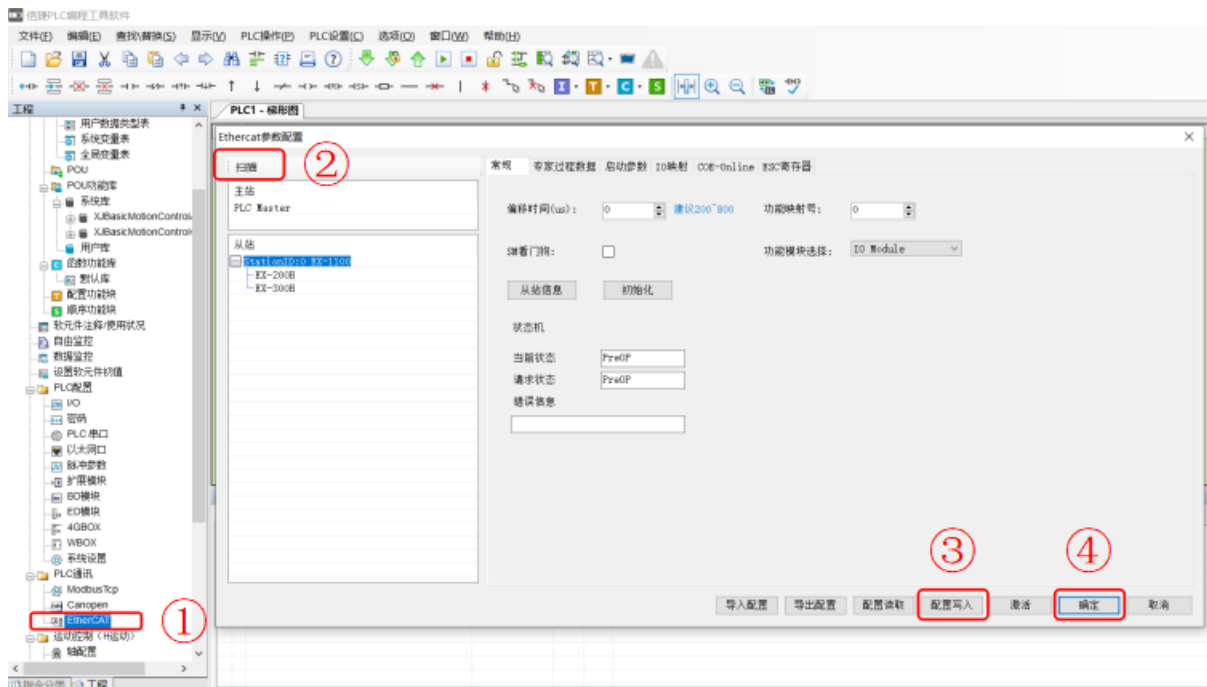 信捷PLC编程工具软件
文件(F) 编辑(E) 查找\替换(S) 显示(V) PLC操作(P) PLC设置(C) 选项(O) 窗口(W) 帮助(H)
工程
PLC1 - 梯形图
用户数据类型表
系统变量表
全局变量表
POU
POU功能库
系统库
XJBasicMotionControl
XJBasicMotionControl
用户库
函数功能库
默认库
配置功能块
顺序功能块
软元件注释/使用状况
自由监控
数据监控
设置软元件初值
PLC配置
I/O
密码
PLC 串口
以太网口
脉冲参数
扩展模块
BD模块
ED模块
4GBOX
WBOX
系统设置
PLC通讯
ModbusTcp
Canopen
EtherCAT
①
运动控制（H运动）
轴配置
指令分类 工程
Ethercat参数配置
扫描
②
主站
PLC Master
从站
StationID:0 EX-1100
EX-200H
EX-300H
常规 专家过程数据 启动参数 IO映射 COE-Online ESC寄存器
偏移时间(us): 0 建议200~800 功能映射号: 0
SM看门狗: 功能模块选择: IO Module
从站信息 初始化
状态机
当前状态 PreOP
请求状态 PreOP
错误信息
③ ④
导入配置 导出配置 配置读取 配置写入 激活 确定 取消